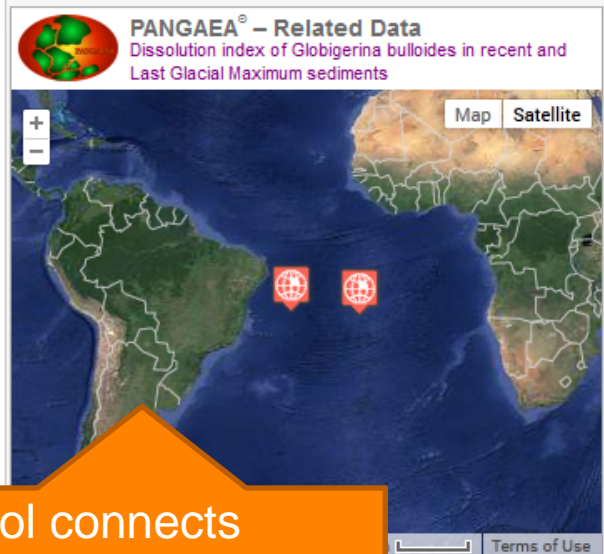 PANGAEA® – Related Data
Dissolution index of Globigerina bulloides in recent and
Last Glacial Maximum sediments
+
Map Satellite
−
connects
Terms of Use